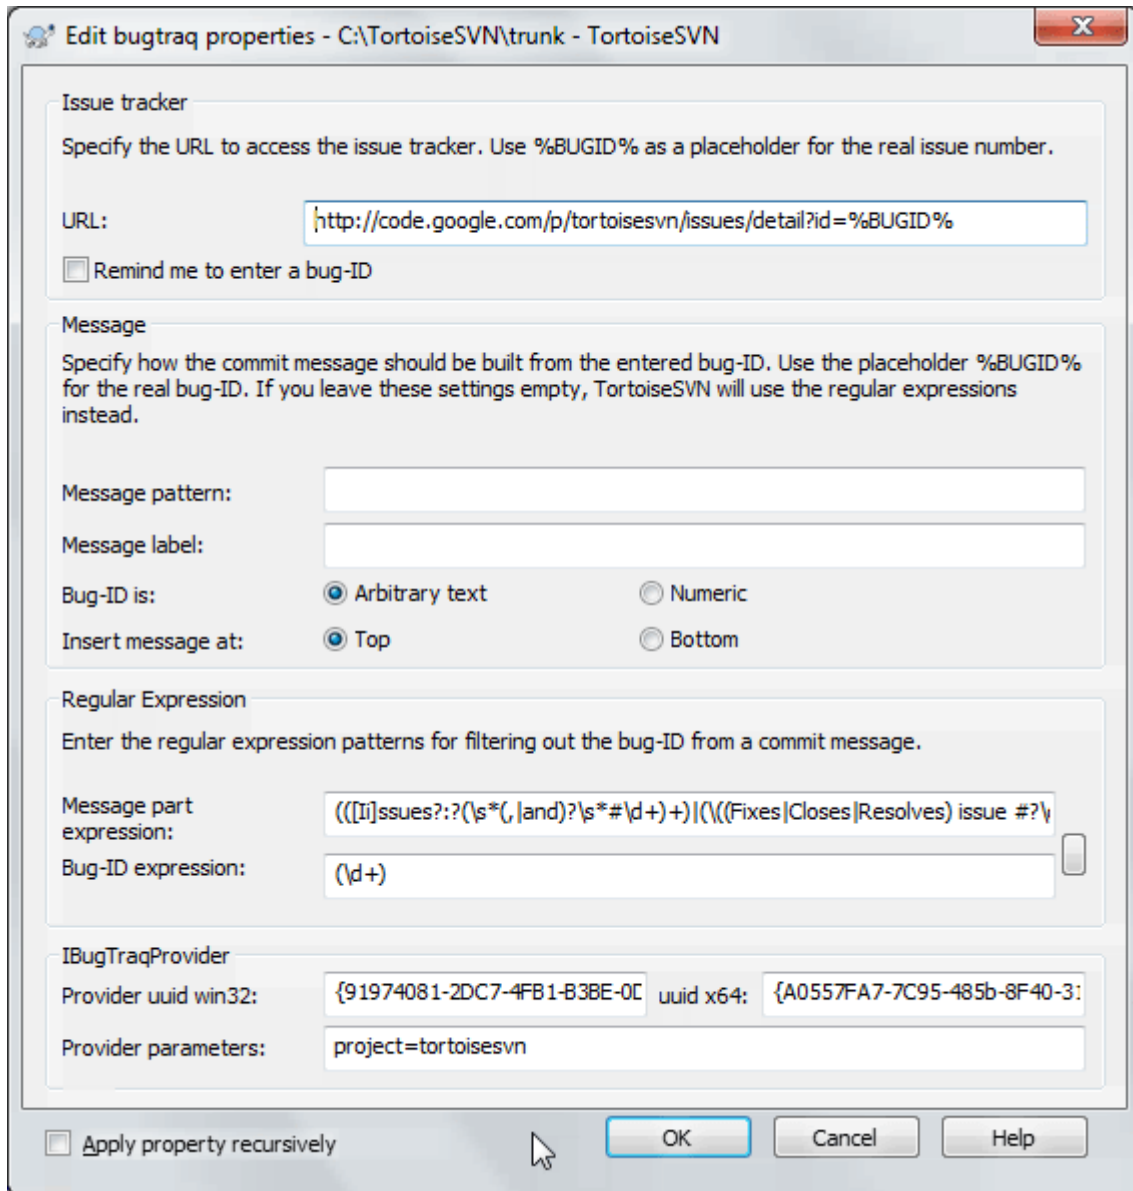 Edit bugtraq properties - C:\TortoiseSVN\trunk - TortoiseSVN
Issue tracker
Specify the URL to access the issue tracker. Use %BUGID% as a placeholder for the real issue number.
URL: http://code.google.com/p/tortoisesvn/issues/detail?id=%BUGID%
Remind me to enter a bug-ID
Message
Specify how the commit message should be built from the entered bug-ID. Use the placeholder %BUGID%
for the real bug-ID. If you leave these settings empty, TortoiseSVN will use the regular expressions
instead.
Message pattern:
Message label:
Bug-ID is: Arbitrary text Numeric
Insert message at: Top Bottom
Regular Expression
Enter the regular expression patterns for filtering out the bug-ID from a commit message.
Message part
expression: (([Ii]ssues?:?(\s*(,|and)?\s*#\d+)+)|(\((Fixes|Closes|Resolves) issue #?\
Bug-ID expression: (\d+)
IBugTraqProvider
Provider uuid win32: {91974081-2DC7-4FB1-B3BE-0D uuid x64: {A0557FA7-7C95-485b-8F40-31
Provider parameters: project=tortoisesvn
Apply property recursively OK Cancel Help